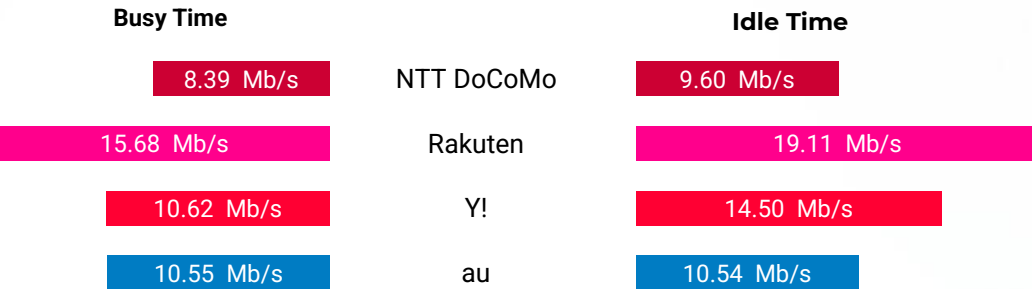 Busy Time Idle Time
8.39 Mb/s NTT DoCoMo 9.60 Mb/s
15.68 Mb/s Rakuten 19.11 Mb/s
10.62 Mb/s Y! 14.50 Mb/s
10.55 Mb/s au 10.54 Mb/s